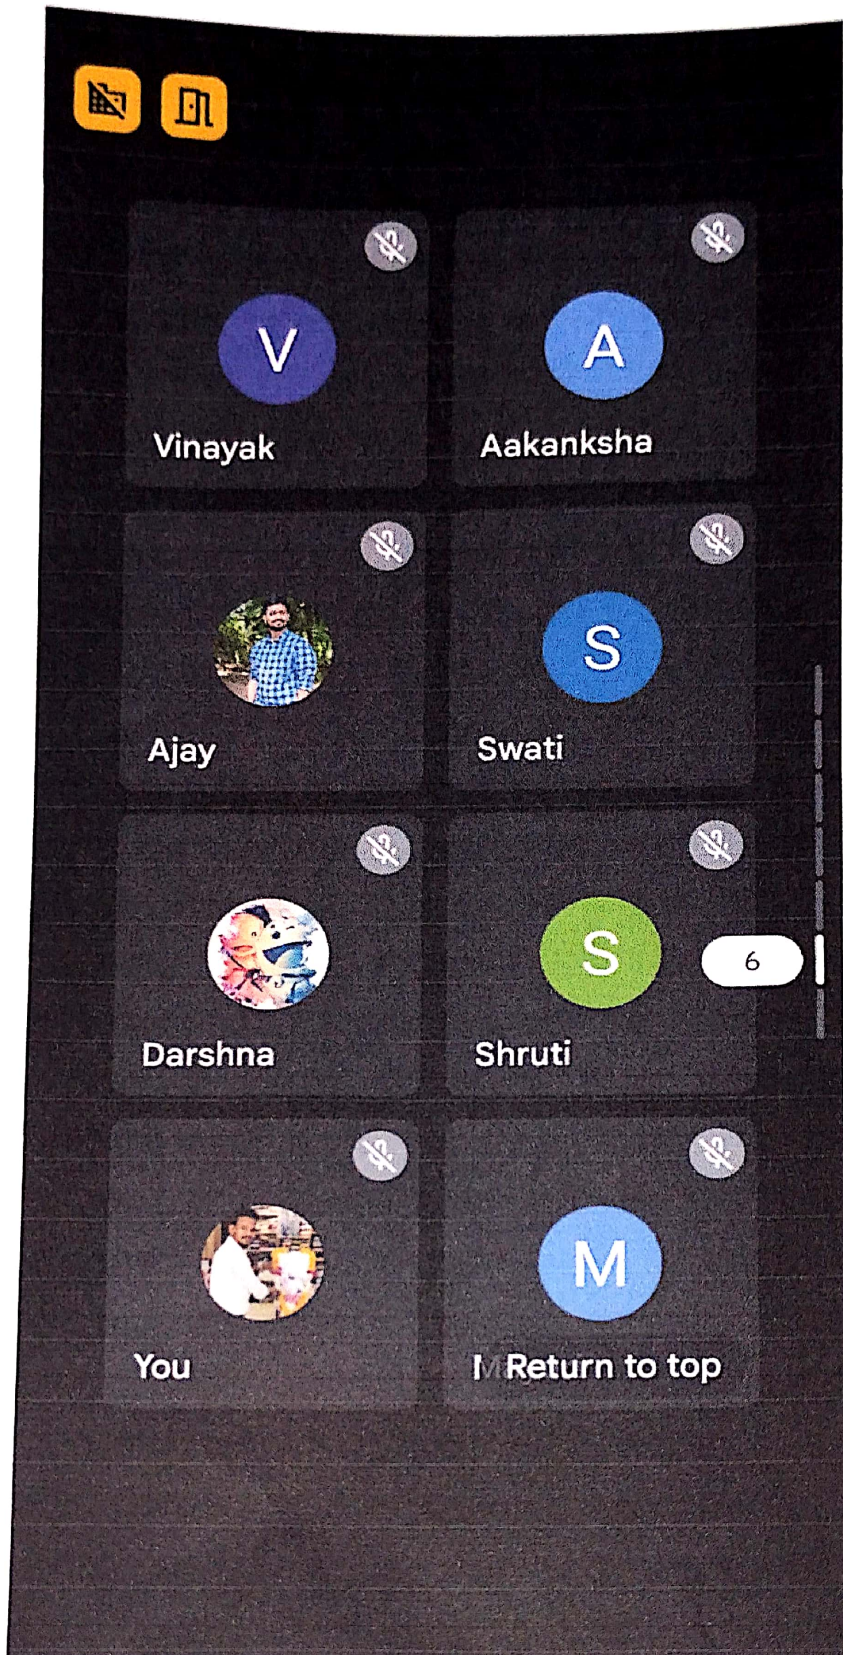 V A
Vinayak Aakanksha
S
Ajay Swati
S 6
Darshna Shruti
M
You Return to top